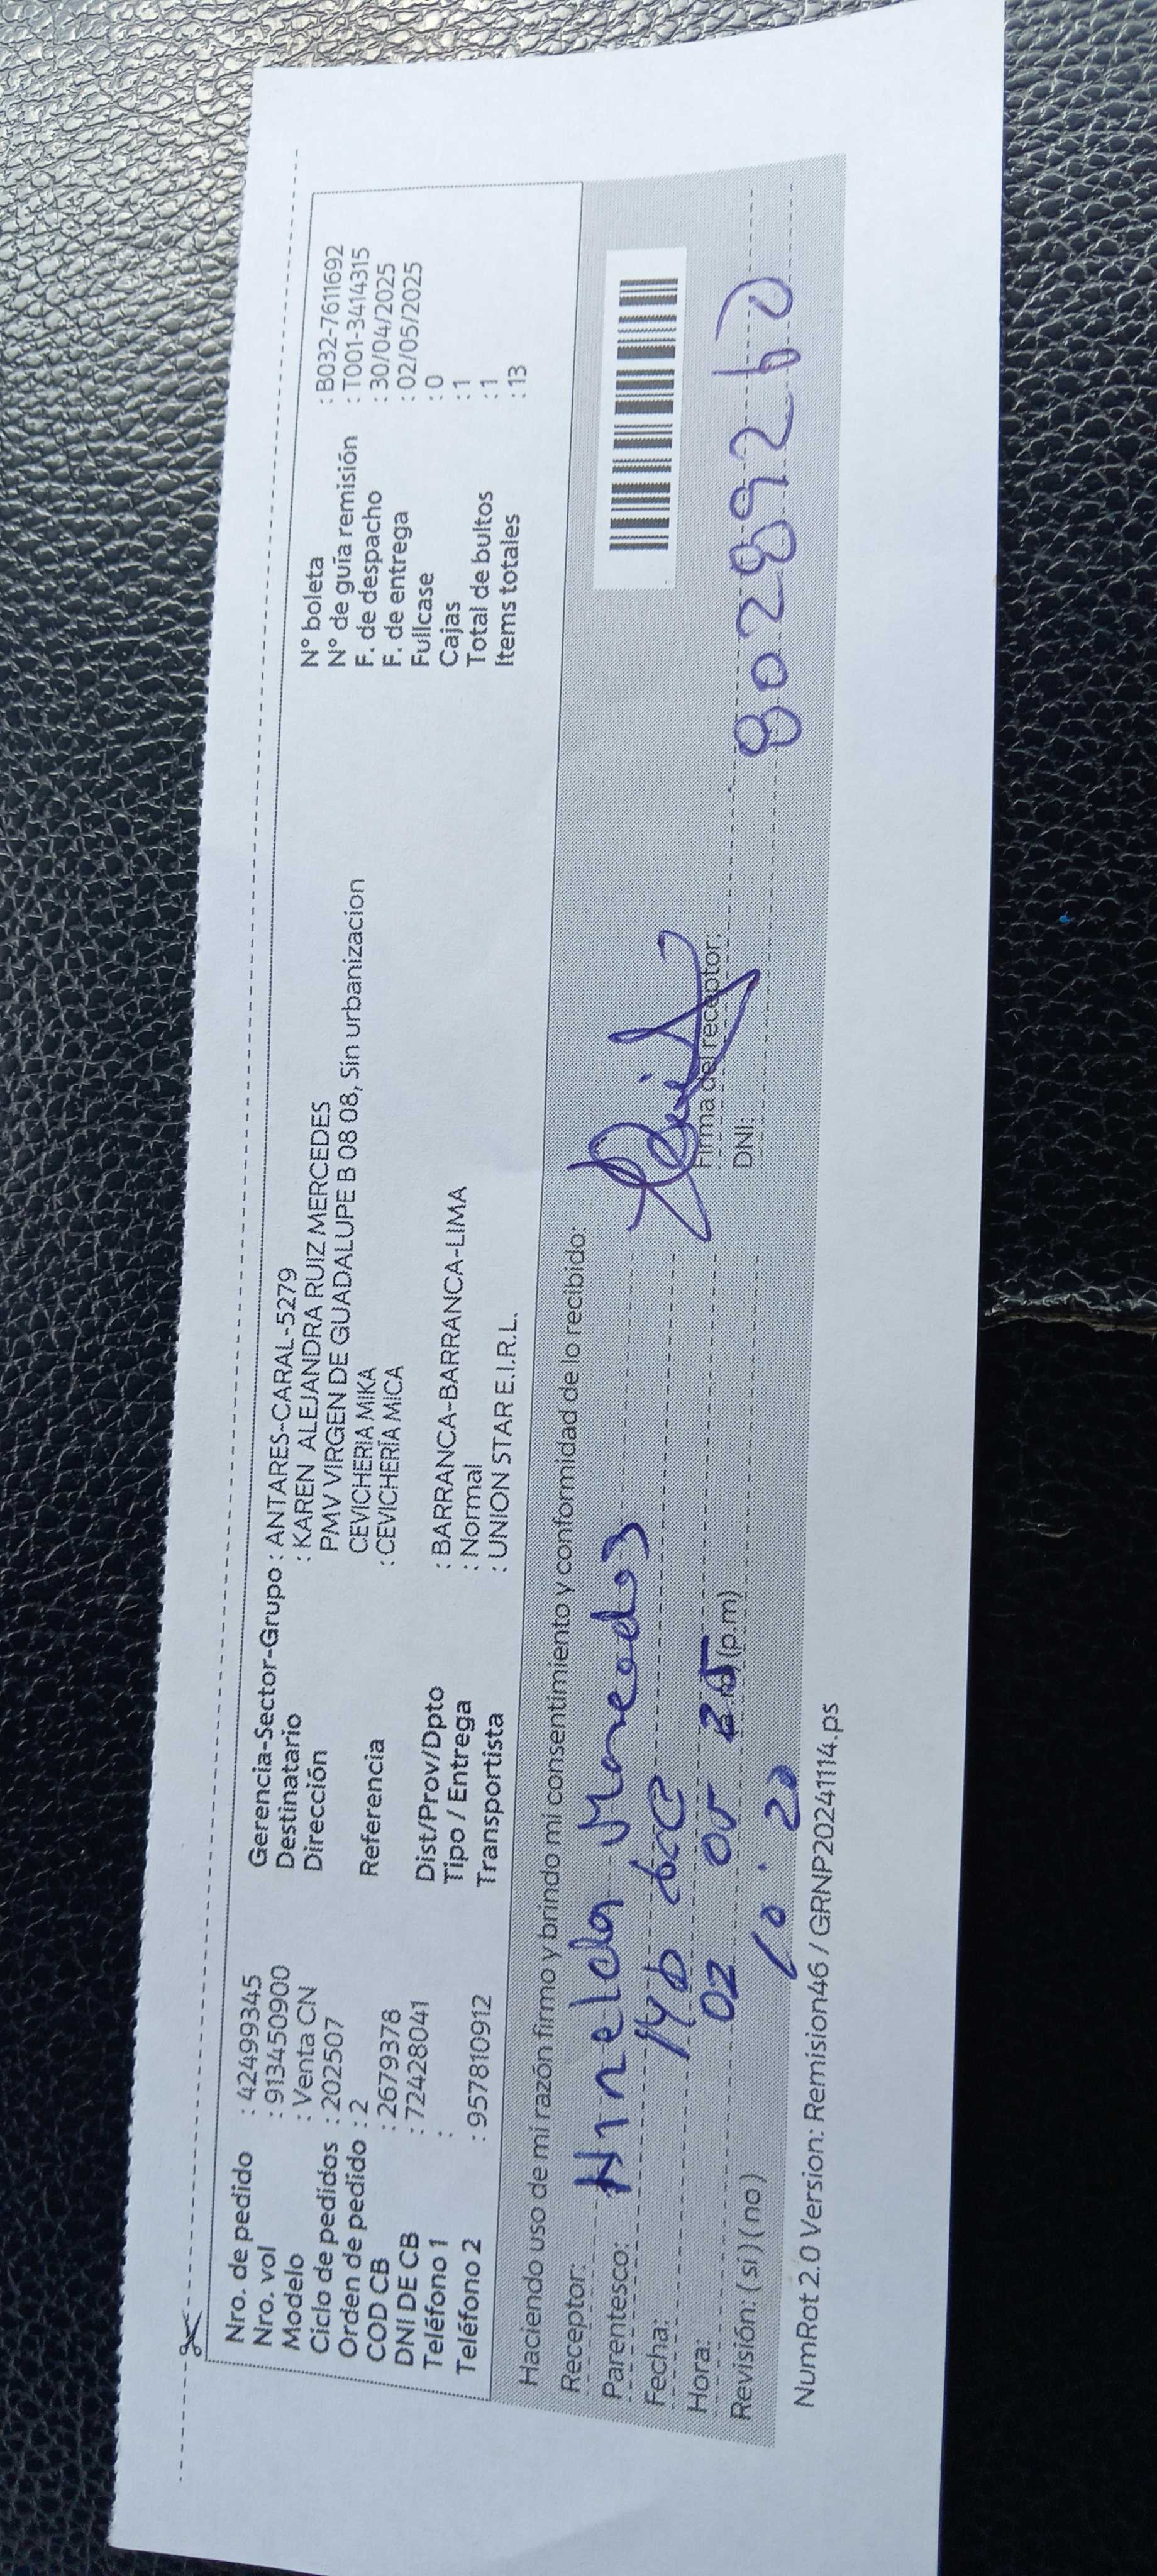 Nro. de pedido : 42499345
Nro. vol : 913450900
Modelo : Venta CN
Ciclo de pedidos : 202507
Orden de pedido : 2
COD CB : 2679378
DNI DE CB : 72428041
Teléfono 1 :
Teléfono 2 : 957810912
Gerencia-Sector-Grupo : ANTARES-CARAL-5279
Destinatario : KAREN ALEJANDRA RUIZ MERCEDES
Dirección PMV VIRGEN DE GUADALUPE B 08 08, Sin urbanizacion
CEVICHERIA MIKA
Referencia : CEVICHERÍA MICA
Dist/Prov/Dpto : BARRANCA-BARRANCA-LIMA
Tipo / Entrega : Normal
Transportista : UNION STAR E.I.R.L.
N° boleta : B032-7611692
N° de guía remisión : T001-3414315
F. de despacho : 30/04/2025
F. de entrega : 02/05/2025
Fullcase : 0
Cajas : 1
Total de bultos : 1
Items totales : 13
Haciendo uso de mi razón firmo y brindo mi consentimiento y conformidad de lo recibido:
Receptor:
Parentesco:
Fecha: 02 05 25
Hora: 10:20 (p.m)
Revisión: ( si ) ( no )
Firma del receptor:
DNI: 80289260
NumRot 2.0 Version: Remision46 / GRNP20241114.ps